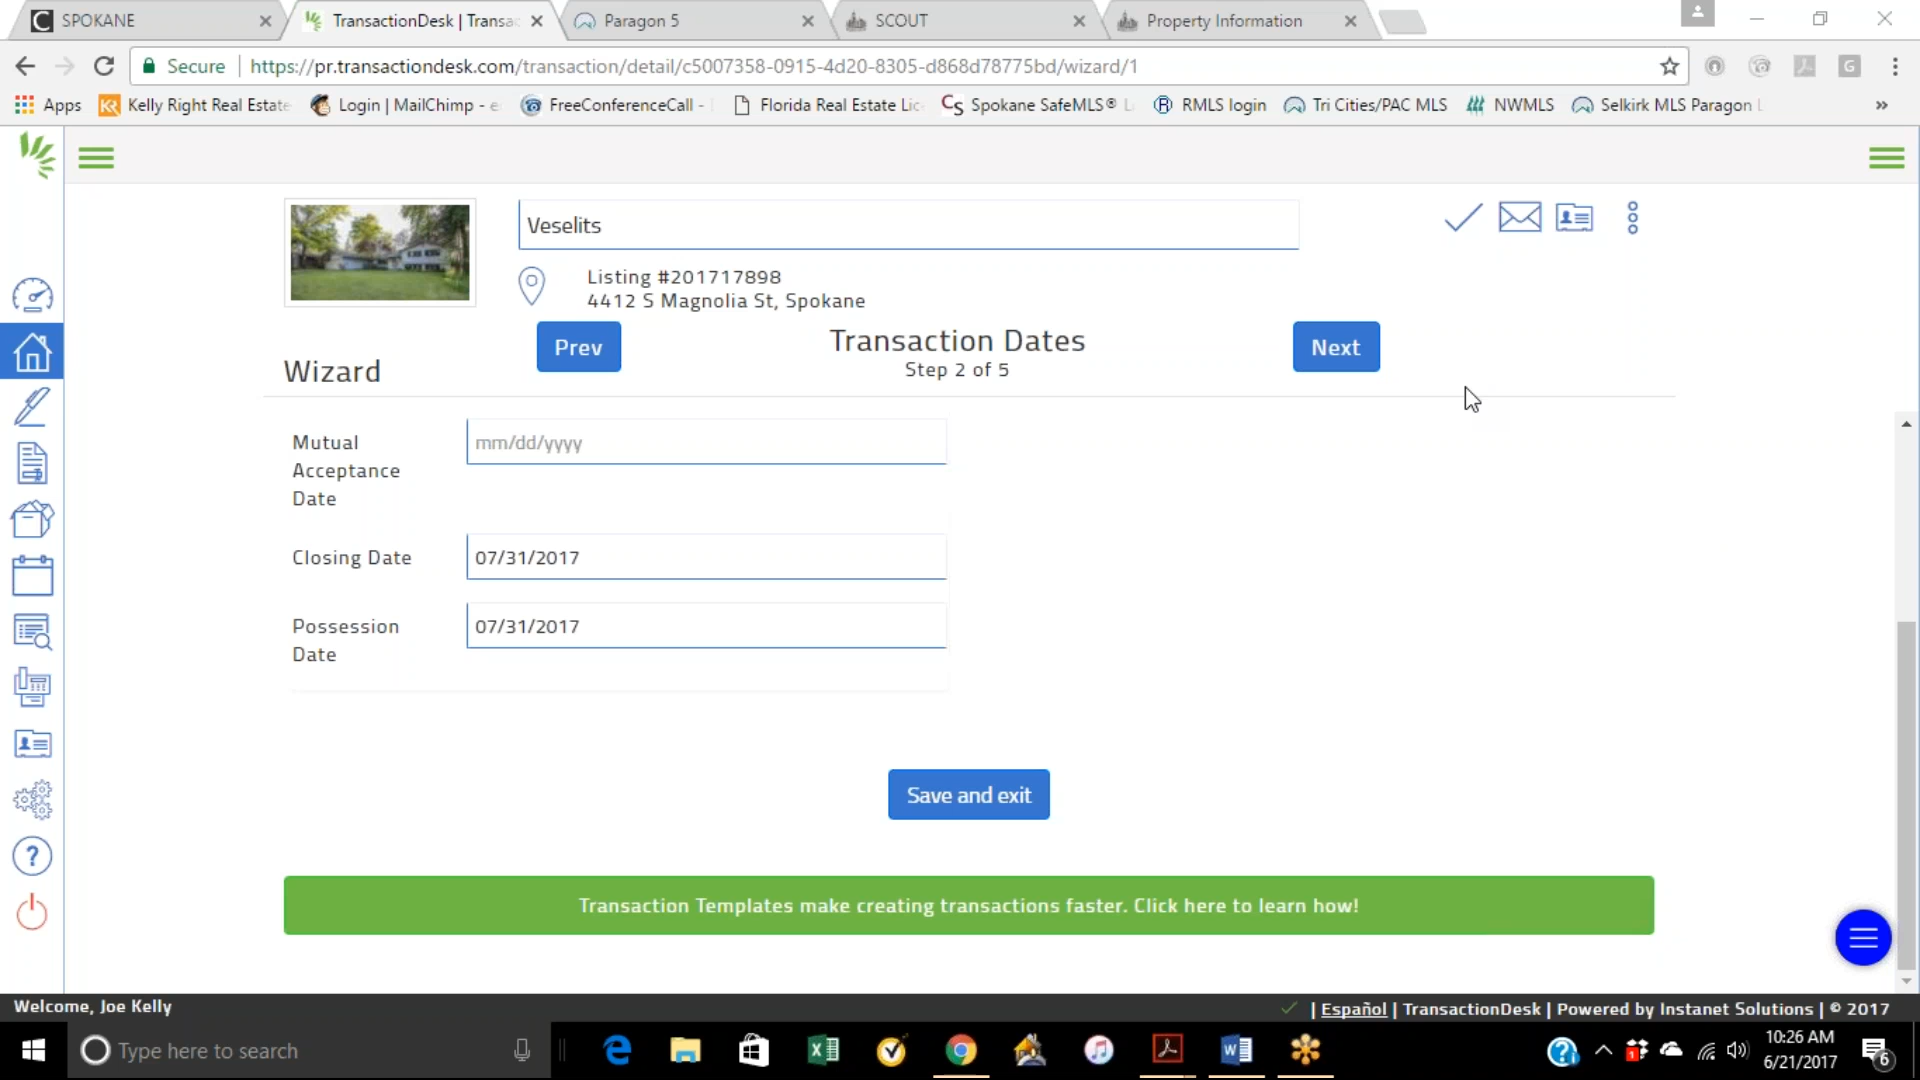 SPOKANE
TransactionDesk | Transac
Paragon 5
SCOUT
Property Information
Secure
https://pr.transactiondesk.com/transaction/detail/c5007358-0915-4d20-8305-d868d78775bd/wizard/1
Apps
Kelly Right Real Estate
Login | MailChimp - e
FreeConferenceCall -
Florida Real Estate Lic
Spokane SafeMLS® L
RMLS login
Tri Cities/PAC MLS
NWMLS
Selkirk MLS Paragon L
»
Veselits
Listing #201717898
4412 S Magnolia St, Spokane
Prev
Transaction Dates
Next
Step 2 of 5
Wizard
Mutual
Acceptance
Date
mm/dd/yyyy
Closing Date
07/31/2017
Possession
Date
07/31/2017
Save and exit
Transaction Templates make creating transactions faster. Click here to learn how!
Welcome, Joe Kelly
| Español | TransactionDesk | Powered by Instanet Solutions | © 2017
Type here to search
10:26 AM
6/21/2017
6